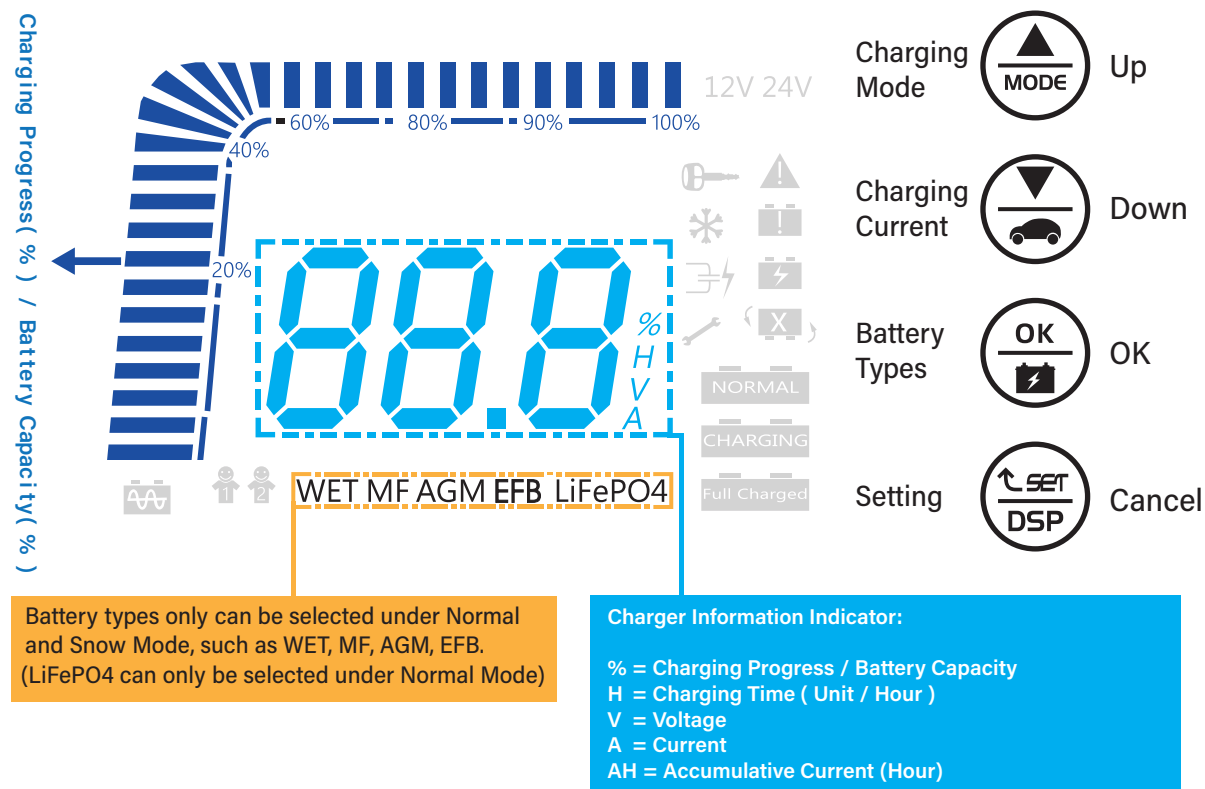 Charging Progress( % ) / Battery Capacity( % )
12V 24V
60% 80% 90% 100%
40%
20%
88.8
%
H
V
A
!
!
X
NORMAL
CHARGING
Full Charged
1 2
WET MF AGM EFB LiFePO4
Charging
Mode
MODE
Up
Charging
Current
Down
Battery
Types
OK
OK
Setting
SET
DSP
Cancel
Battery types only can be selected under Normal
and Snow Mode, such as WET, MF, AGM, EFB.
(LiFePO4 can only be selected under Normal Mode)
Charger Information Indicator:
% = Charging Progress / Battery Capacity
H = Charging Time ( Unit / Hour )
V = Voltage
A = Current
AH = Accumulative Current (Hour)